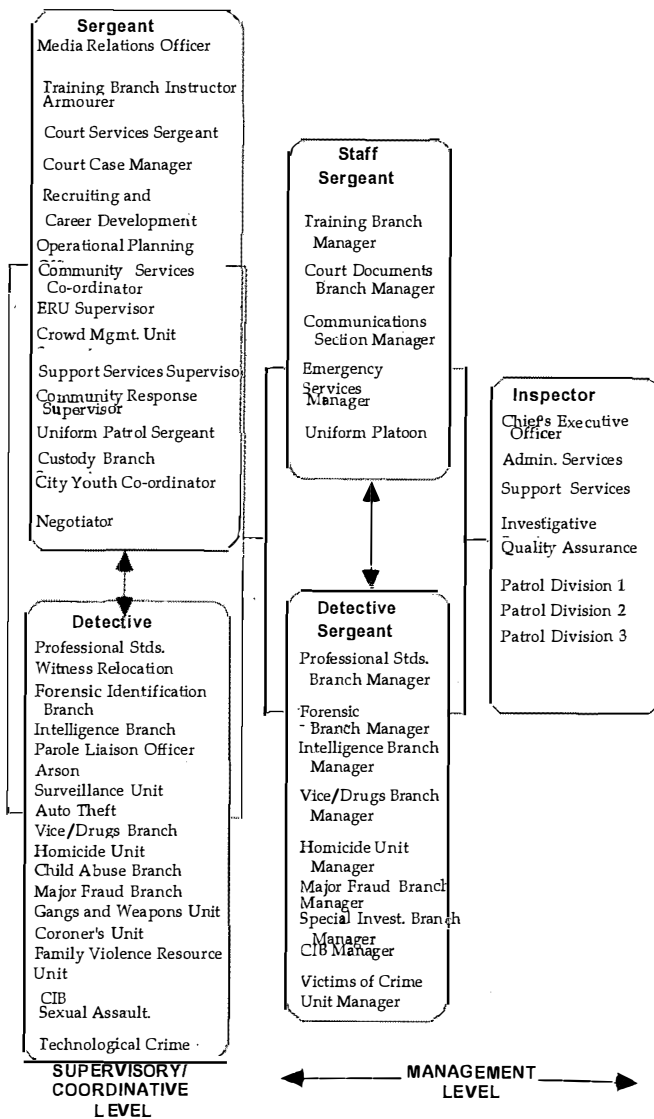 Sergeant
Media Relations Officer
Training Branch Instructor
Armourer
Court Services Sergeant
Court Case Manager
Recruiting and
Career Development
Operational Planning
Community Services
Co-ordinator
ERU Supervisor
Crowd Mgmt. Unit
Support Services Superviso
Community Response
Supervisor
Uniform Patrol Sergeant
Custody Branch
City Youth Co-ordinator
Negotiator
Detective
Professional Stds.
Witness Relocation
Forensic Identification
Branch
Intelligence Branch
Parole Liaison Officer
Arson
Surveillance Unit
Auto Theft
Vice/Drugs Branch
Homicide Unit
Child Abuse Branch
Major Fraud Branch
Gangs and Weapons Unit
Coroner's Unit
Family Violence Resource
Unit
CIB
Sexual Assault.
Technological Crime
SUPERVISORY/
COORDINATIVE
LEVEL
Staff
Sergeant
Training Branch
Manager
Court Documents
Branch Manager
Communications
Section Manager
Emergency
Services
Manager
Uniform Platoon
Detective
Sergeant
Professional Stds.
Branch Manager
Forensic
Branch Manager
Intelligence Branch
Manager
Vice/Drugs Branch
Manager
Homicide Unit
Manager
Major Fraud Branch
Manager
Special Invest. Branch
Manager
CIB Manager
Victims of Crime
Unit Manager
Inspector
Chief's Executive
Officer
Admin. Services
Support Services
Investigative
Quality Assurance
Patrol Division 1
Patrol Division 2
Patrol Division 3
MANAGEMENT
LEVEL